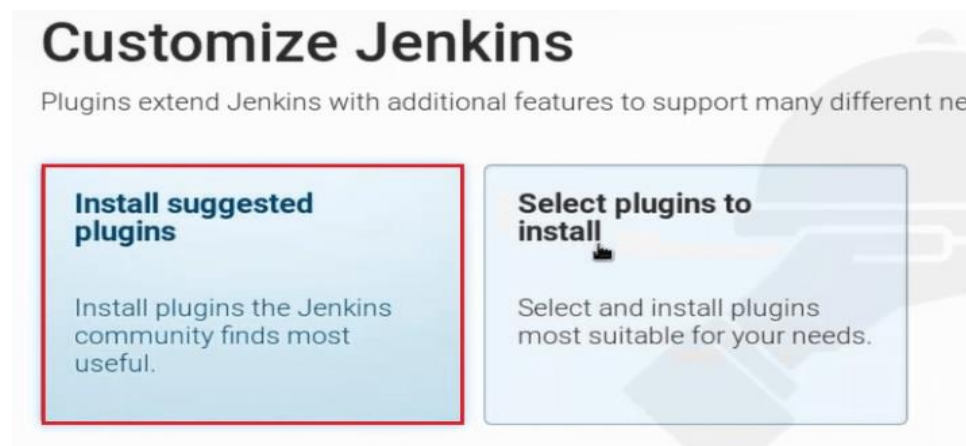 Customize Jenkins
Plugins extend Jenkins with additional features to support many different ne
Install suggested
plugins
Install plugins the Jenkins
community finds most
useful.
Select plugins to
install
Select and install plugins
most suitable for your needs.